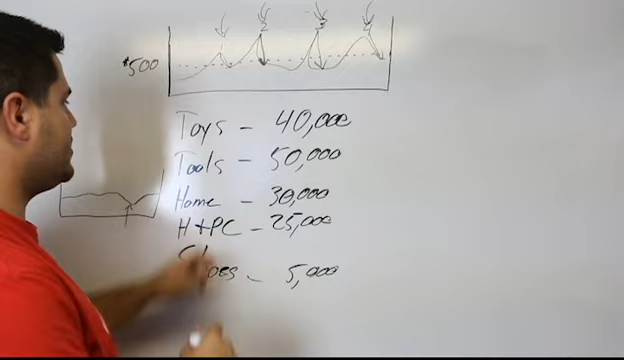 $500
Toys - 40,000
Tools - 50,000
Home - 30,000
H+PC - 25,000
- 5,000